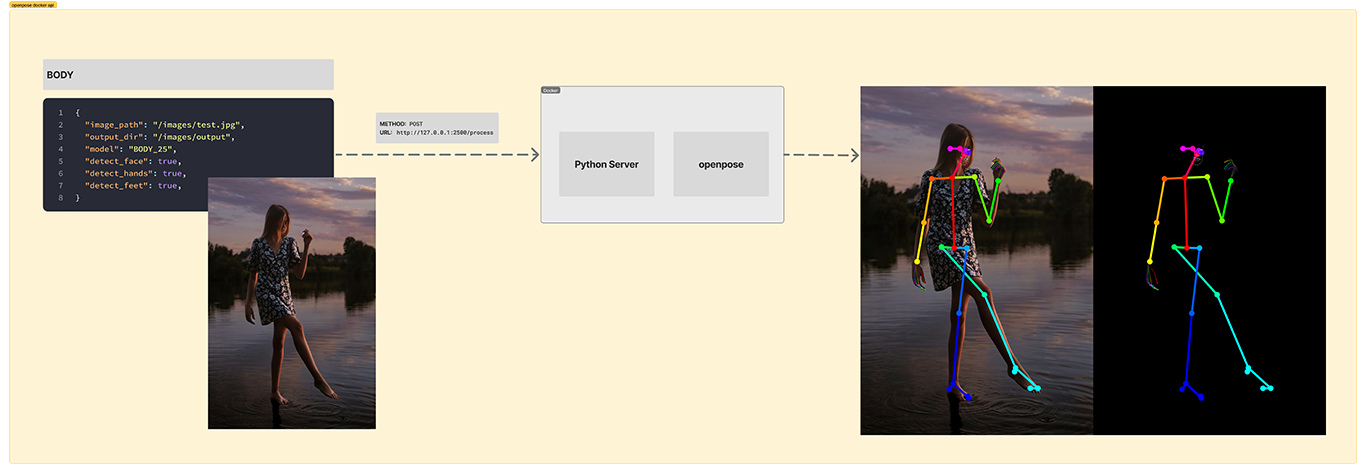 openpose docker api
BODY
1 {
2 "image_path": "/images/test.jpg",
3 "output_dir": "/images/output",
4 "model": "BODY_25",
5 "detect_face": true,
6 "detect_hands": true,
7 "detect_feet": true,
8 }
METHOD: POST
URL: http://127.0.0.1:2500/process
Docker
Python Server
openpose